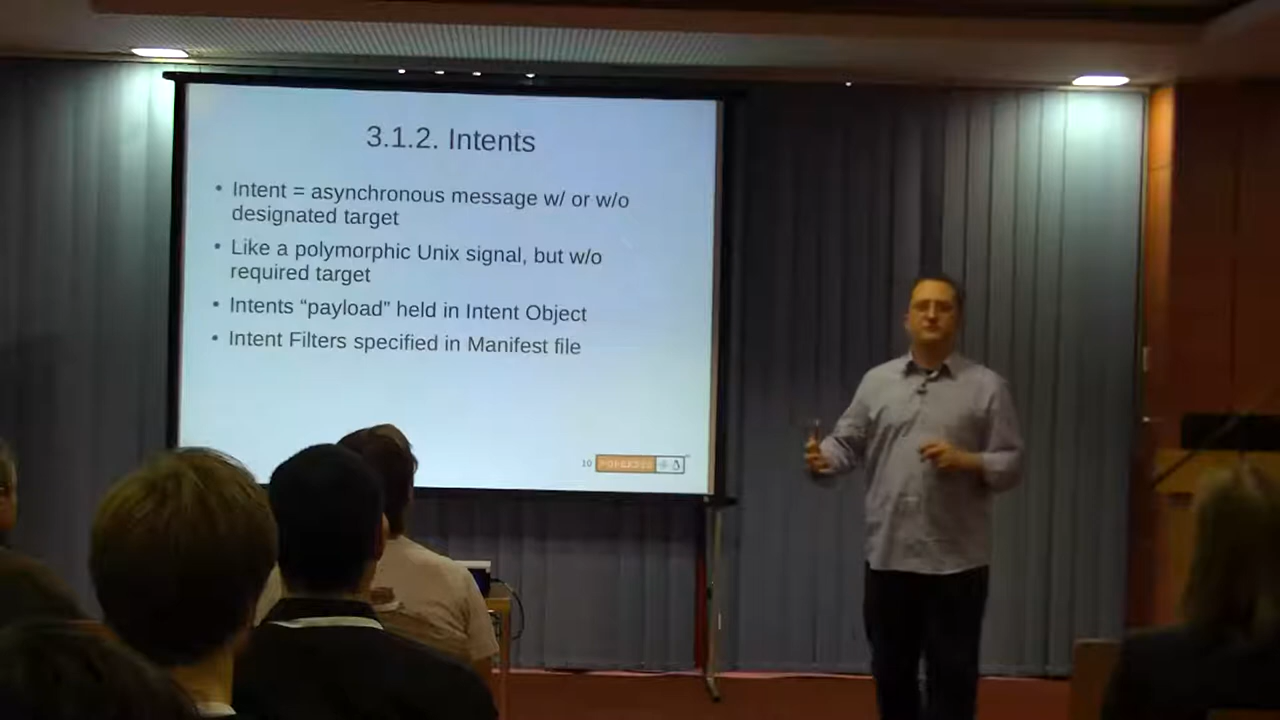 3.1.2. Intents
• Intent = asynchronous message w/ or w/o
designated target
• Like a polymorphic Unix signal, but w/o
required target
• Intents “payload” held in Intent Object
• Intent Filters specified in Manifest file
10